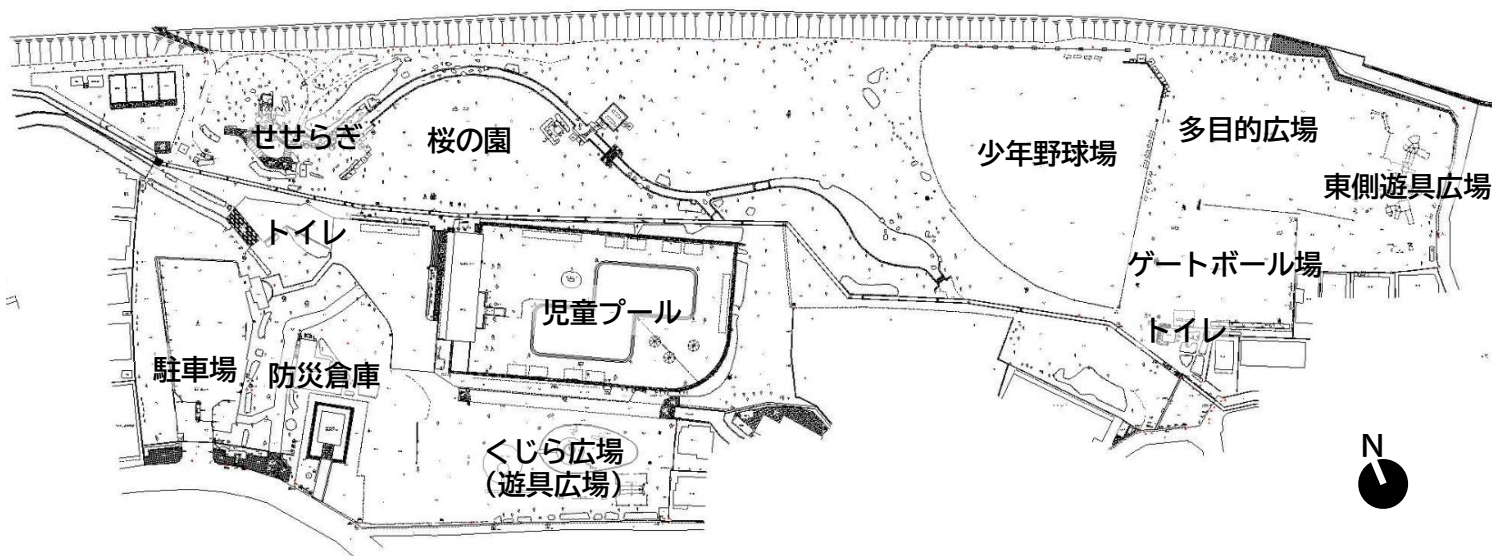 せせらぎ
桜の園
少年野球場
多目的広場
東側遊具広場
トイレ
ゲートボール場
児童プール
トイレ
駐車場
防災倉庫
くじら広場
（遊具広場）
N